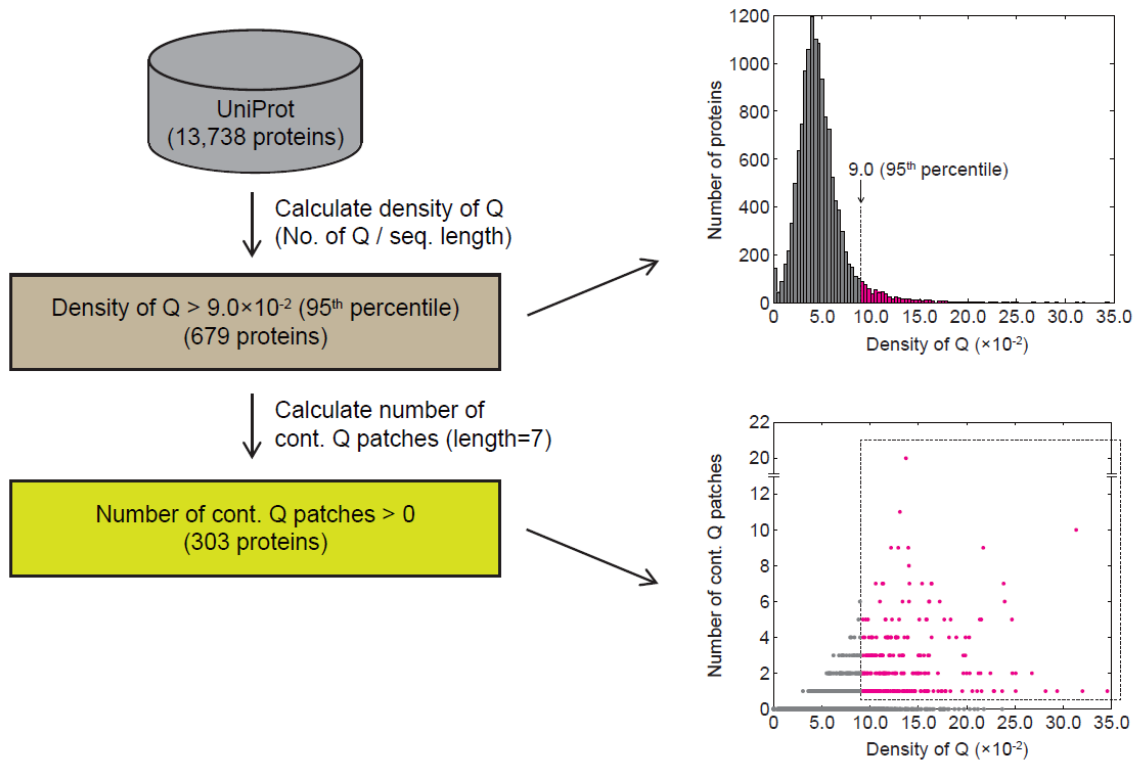 UniProt
(13,738 proteins)
Calculate density of Q
(No. of Q / seq. length)
Density of Q > 9.0×10⁻² (95ᵗʰ percentile)
(679 proteins)
Calculate number of
cont. Q patches (length=7)
Number of cont. Q patches > 0
(303 proteins)
Number of proteins
1200
1000
800
600
400
200
0
9.0 (95ᵗʰ percentile)
0 5.0 10.0 15.0 20.0 25.0 30.0 35.0
Density of Q (×10⁻²)
Number of cont. Q patches
22
20
12
10
8
6
4
2
0
0 5.0 10.0 15.0 20.0 25.0 30.0 35.0
Density of Q (×10⁻²)